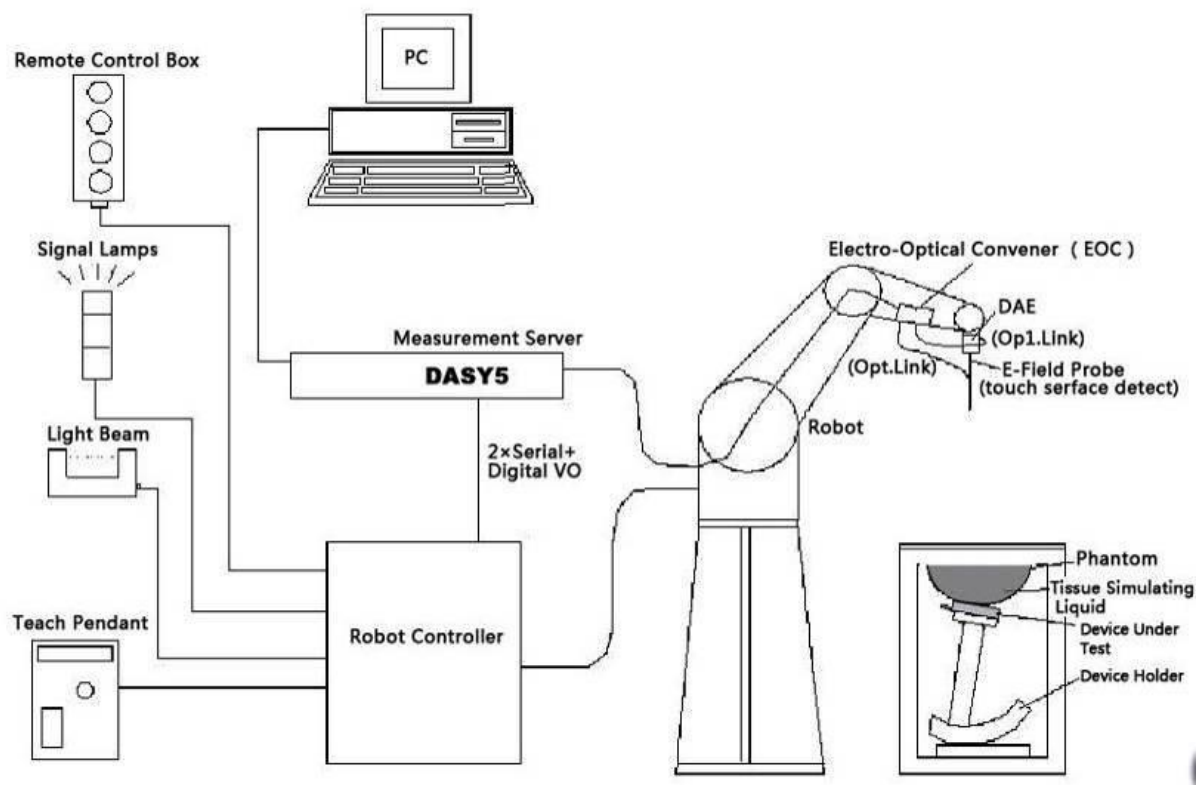 Remote Control Box
PC
Signal Lamps
Electro-Optical Convener ( EOC )
DAE
(Op1.Link)
Measurement Server
DASY5
(Opt.Link)
E-Field Probe
(touch serface detect)
Robot
Light Beam
2×Serial+
Digital VO
Phantom
Tissue Simulating
Liquid
Teach Pendant
Robot Controller
Device Under
Test
Device Holder